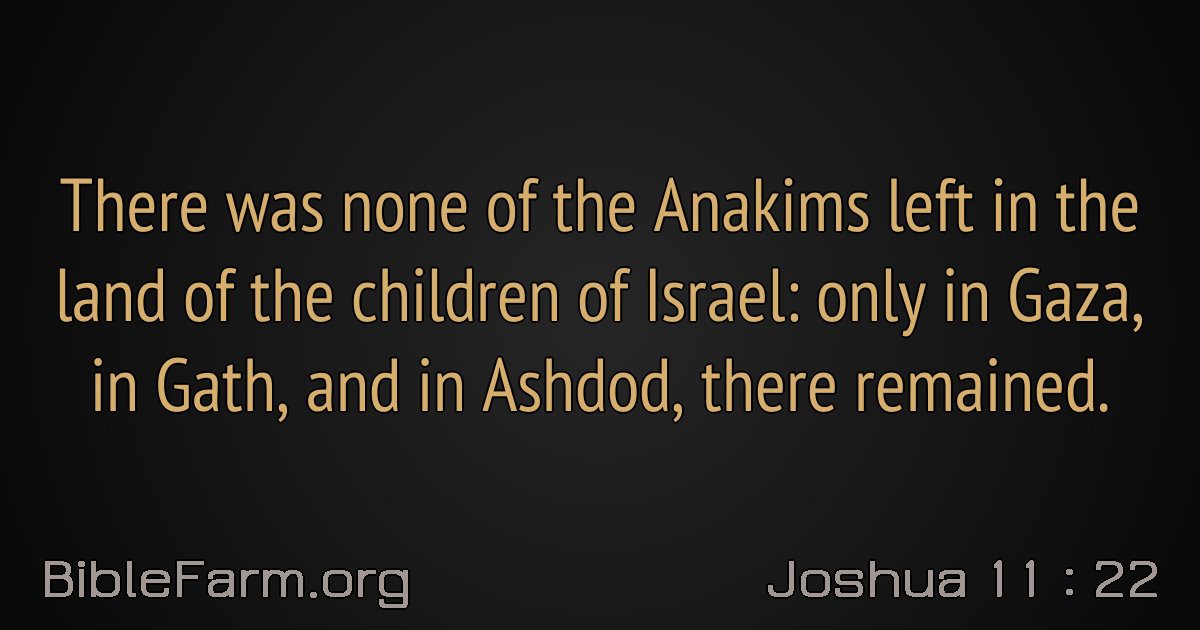 There was none of the Anakims left in the
land of the children of Israel: only in Gaza,
in Gath, and in Ashdod, there remained.
BibleFarm.org
Joshua 11 : 22